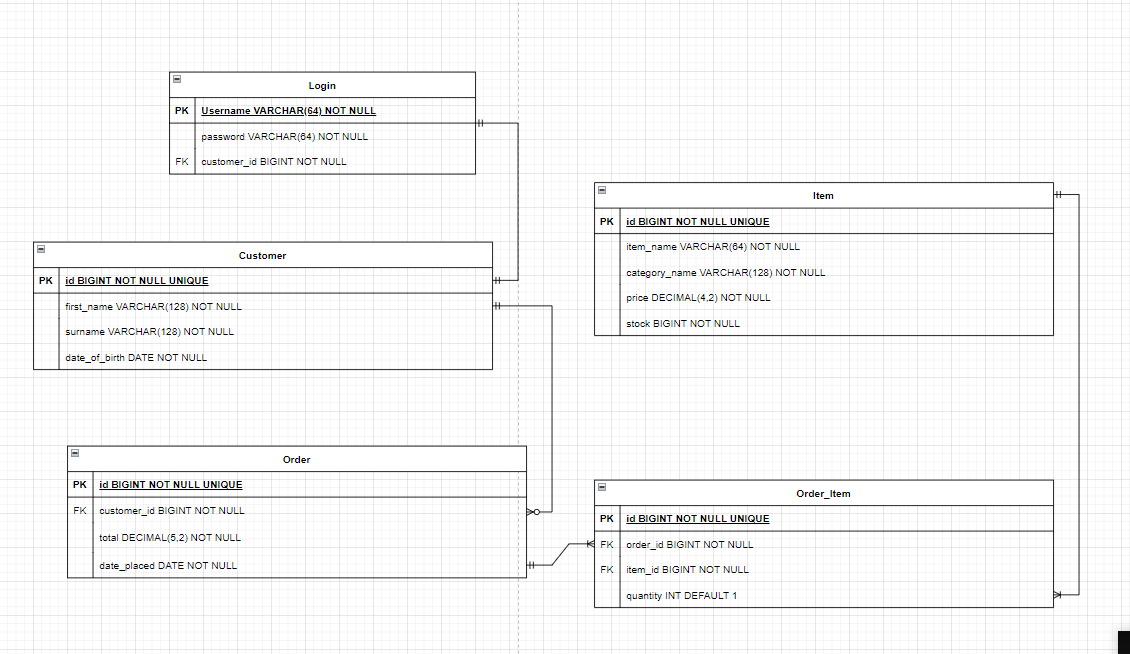 Login
PK Username VARCHAR(64) NOT NULL
password VARCHAR(64) NOT NULL
FK customer_id BIGINT NOT NULL
Customer
PK id BIGINT NOT NULL UNIQUE
first_name VARCHAR(128) NOT NULL
surname VARCHAR(128) NOT NULL
date_of_birth DATE NOT NULL
Order
PK id BIGINT NOT NULL UNIQUE
FK customer_id BIGINT NOT NULL
total DECIMAL(5,2) NOT NULL
date_placed DATE NOT NULL
Item
PK id BIGINT NOT NULL UNIQUE
item_name VARCHAR(64) NOT NULL
category_name VARCHAR(128) NOT NULL
price DECIMAL(4,2) NOT NULL
stock BIGINT NOT NULL
Order_Item
PK id BIGINT NOT NULL UNIQUE
FK order_id BIGINT NOT NULL
FK item_id BIGINT NOT NULL
quantity INT DEFAULT 1